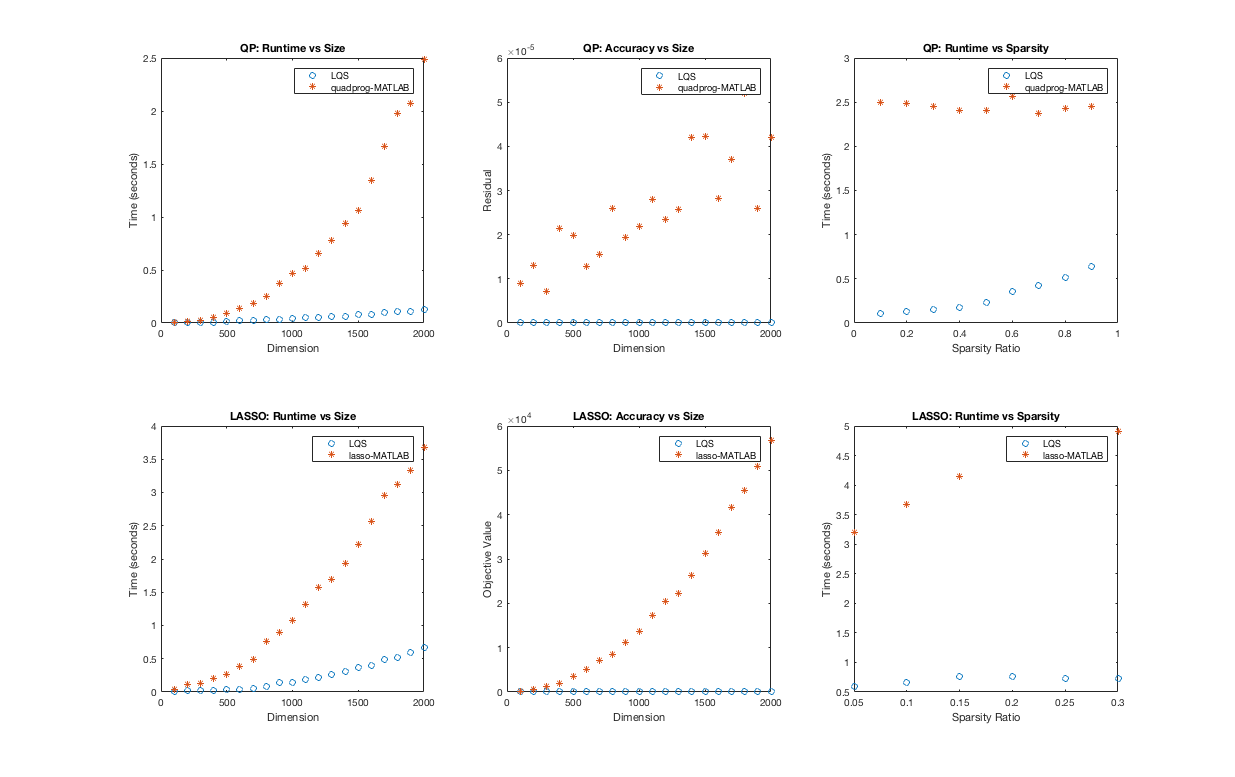 QP: Runtime vs Size
2.5
2
1.5
1
0.5
0
0
500
1000
1500
2000
Time (seconds)
Dimension
LQS
quadprog-MATLAB
QP: Accuracy vs Size
×10⁻⁵
6
5
4
3
2
1
0
0
500
1000
1500
2000
Residual
Dimension
LQS
quadprog-MATLAB
QP: Runtime vs Sparsity
3
2.5
2
1.5
1
0.5
0
0
0.2
0.4
0.6
0.8
1
Time (seconds)
Sparsity Ratio
LQS
quadprog-MATLAB
LASSO: Runtime vs Size
4
3.5
3
2.5
2
1.5
1
0.5
0
0
500
1000
1500
2000
Time (seconds)
Dimension
LQS
lasso-MATLAB
LASSO: Accuracy vs Size
×10⁴
6
5
4
3
2
1
0
0
500
1000
1500
2000
Objective Value
Dimension
LQS
lasso-MATLAB
LASSO: Runtime vs Sparsity
5
4.5
4
3.5
3
2.5
2
1.5
1
0.5
0.05
0.1
0.15
0.2
0.25
0.3
Time (seconds)
Sparsity Ratio
LQS
lasso-MATLAB